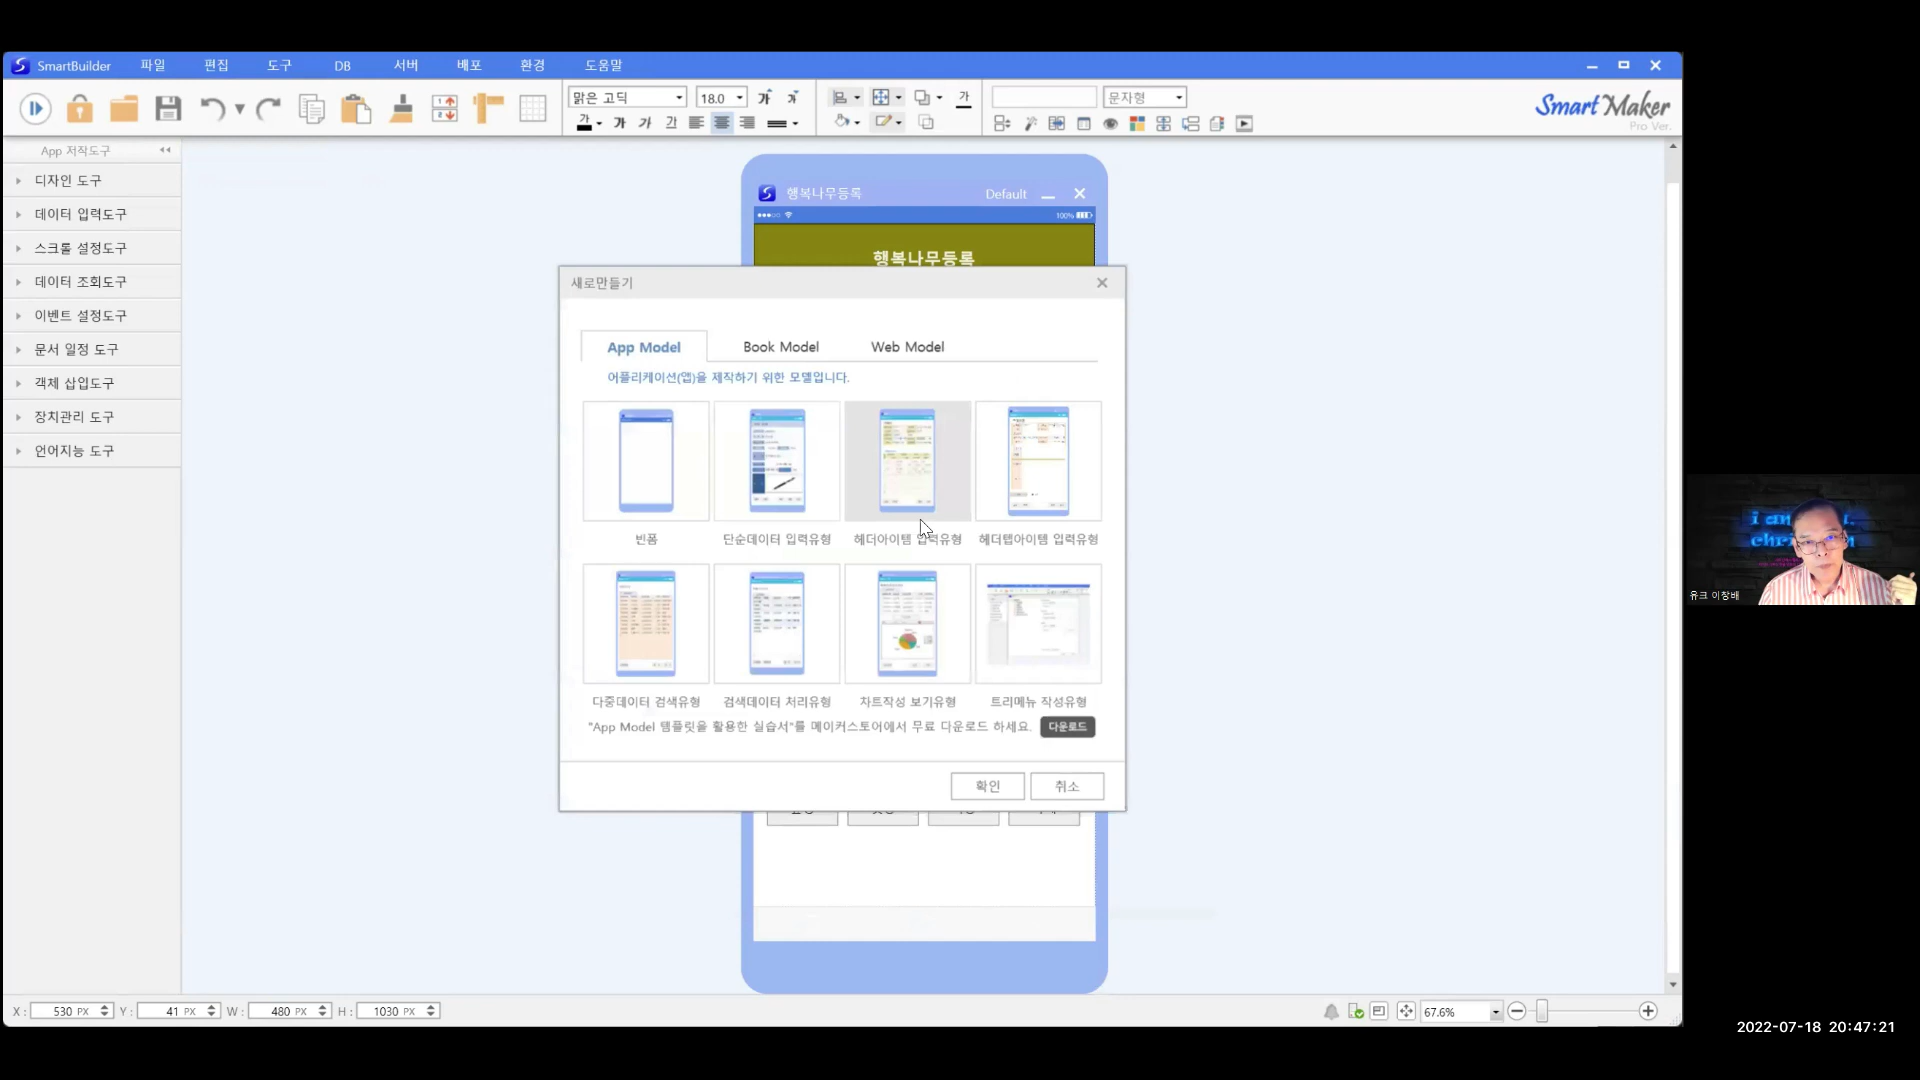 SmartBuilder 파일 편집 도구 DB 서버 배포 환경 도움말
맑은 고딕 18.0 가 가 가 문자형
가 가 가 간
SmartMaker
Pro Ver.
App 저작도구
디자인 도구
데이터 입력도구
스크롤 설정도구
데이터 조회도구
이벤트 설정도구
문서 일정 도구
객체 삽입도구
장치관리 도구
언어지능 도구
행복나무등록 Default
100%
행복나무등록
새로만들기
App Model Book Model Web Model
어플리케이션(앱)을 제작하기 위한 모델입니다.
빈폼 단순데이터 입력유형 헤더아이템 입력유형 헤더탭아이템 입력유형
다중데이터 검색유형 검색데이터 처리유형 차트작성 보기유형 트리메뉴 작성유형
"App Model 템플릿을 활용한 실습서"를 메이커스토어에서 무료 다운로드 하세요. 다운로드
확인 취소
유크 이창배
X: 530 PX Y: 41 PX W: 480 PX H: 1030 PX 67.6%
2022-07-18 20:47:21